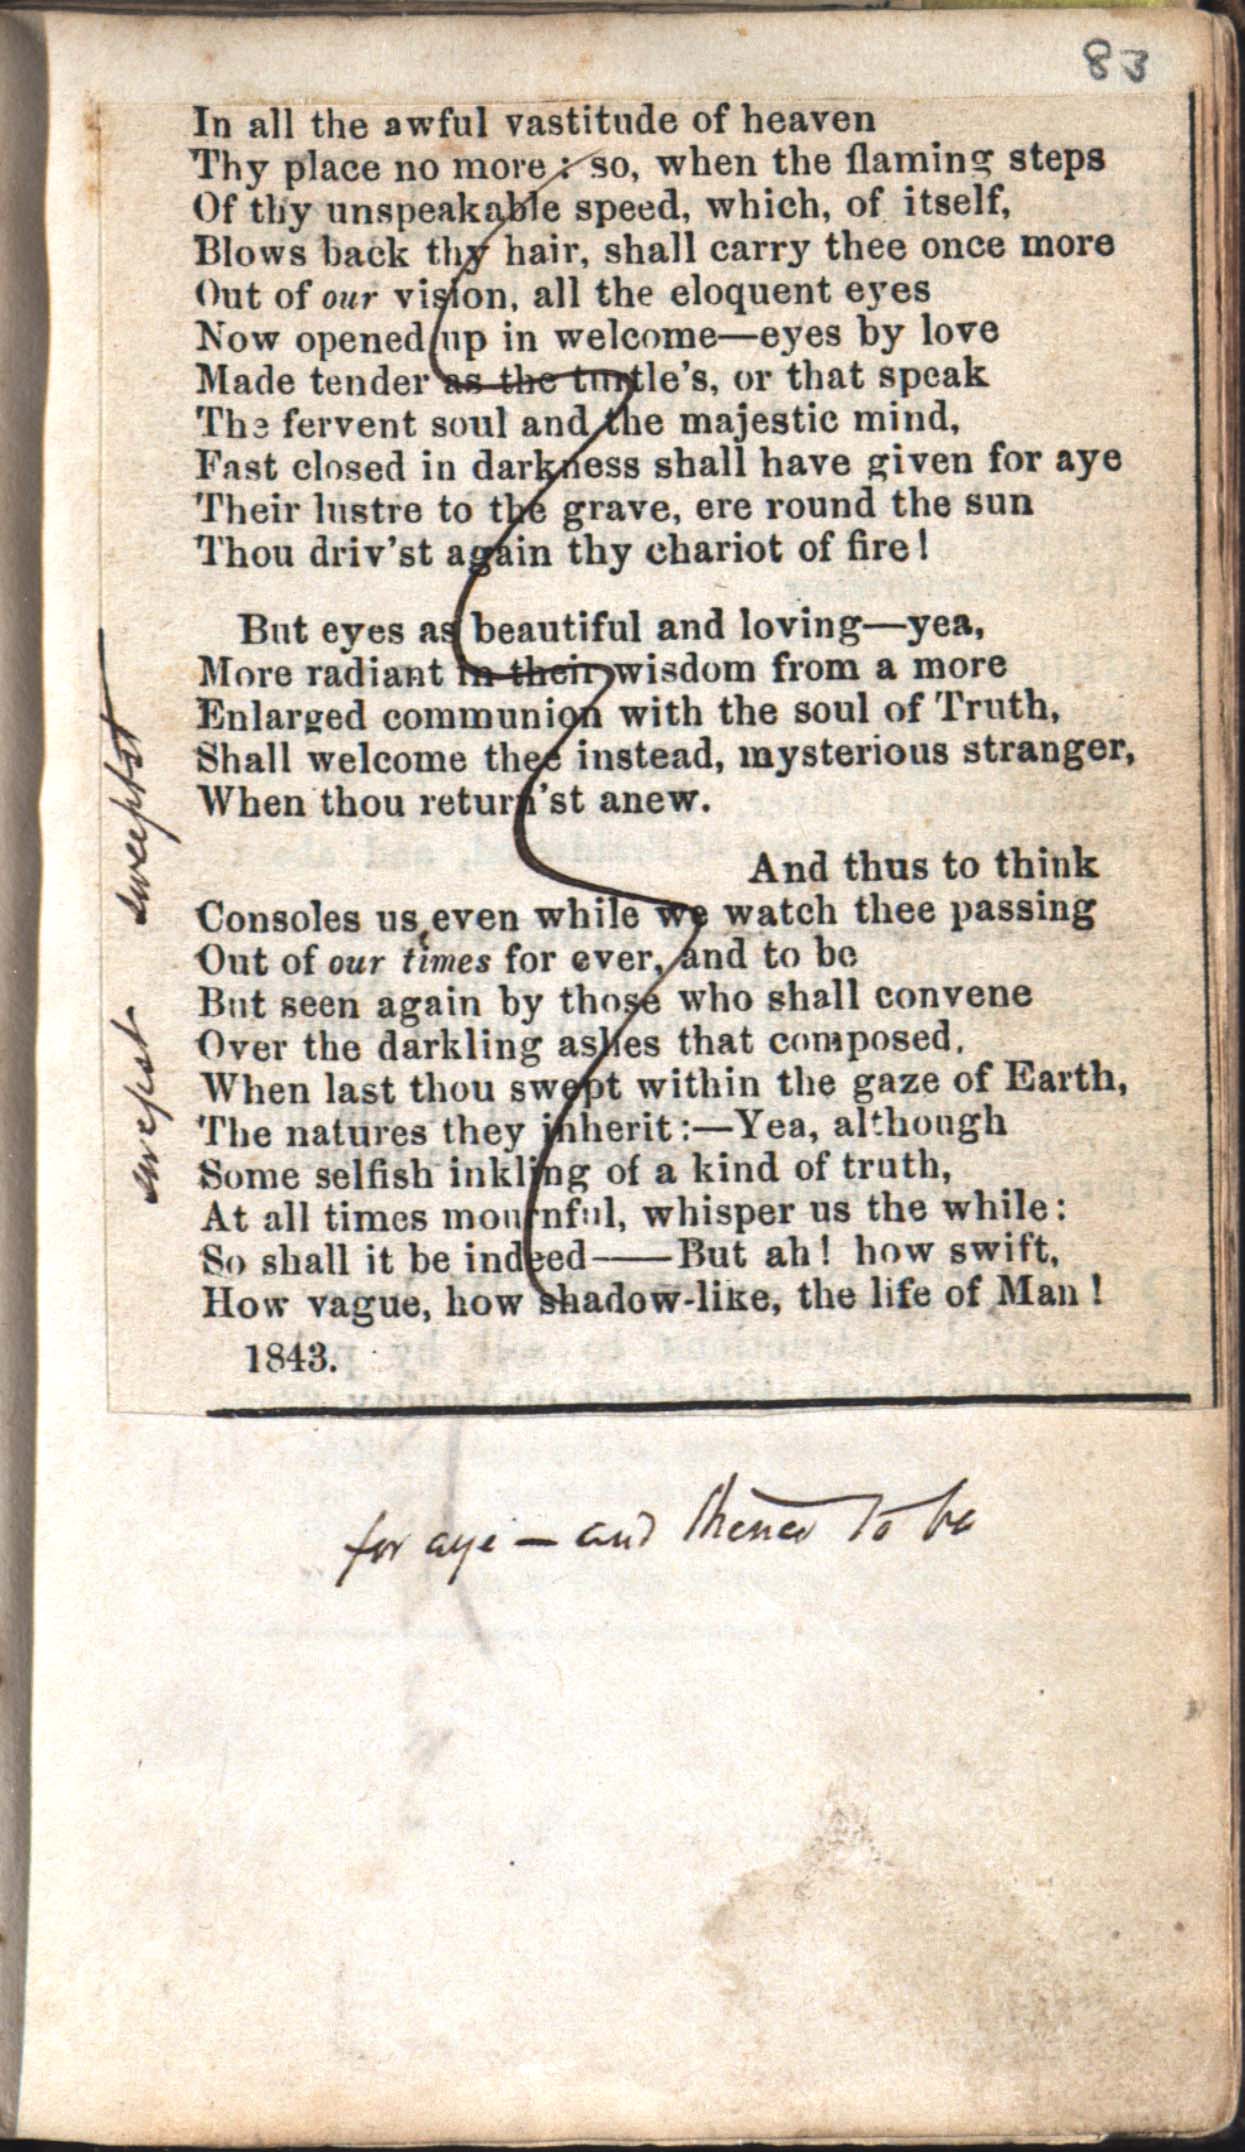 83
In all the awful vastitude of heaven
Thy place no more : so, when the flaming steps
Of thy unspeakable speed, which, of itself,
Blows back thy hair, shall carry thee once more
Out of our vision, all the eloquent eyes
Now opened up in welcome—eyes by love
Made tender as the turtle's, or that speak
The fervent soul and the majestic mind,
Fast closed in darkness shall have given for aye
Their lustre to the grave, ere round the sun
Thou driv'st again thy chariot of fire!
But eyes as beautiful and loving—yea,
More radiant in their wisdom from a more
Enlarged communion with the soul of Truth,
Shall welcome thee instead, mysterious stranger,
When thou return'st anew.
And thus to think
Consoles us, even while we watch thee passing
Out of our times for ever, and to be
But seen again by those who shall convene
Over the darkling ashes that composed,
When last thou swept within the gaze of Earth,
The natures they inherit:—Yea, although
Some selfish inkling of a kind of truth,
At all times mournful, whisper us the while:
So shall it be indeed——But ah! how swift,
How vague, how shadow-like, the life of Man!
1843.
sweepst
swepst
for aye — and thence to be